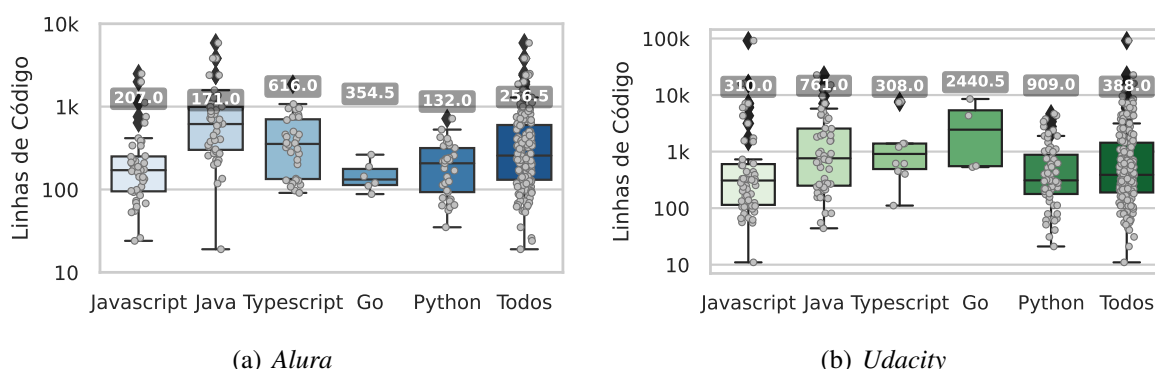 Linhas de Código
10k
1k
100
10
207.0
171.0
616.0
354.5
132.0
256.5
Javascript Java Typescript Go Python Todos
(a) Alura
Linhas de Código
100k
10k
1k
100
10
310.0
761.0
308.0
2440.5
909.0
388.0
Javascript Java Typescript Go Python Todos
(b) Udacity